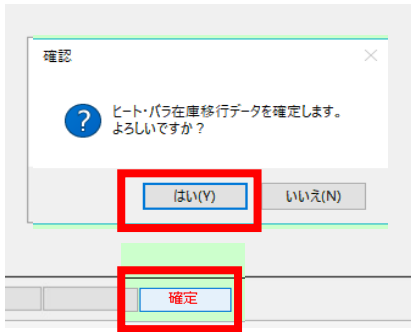 確認
ヒート・バラ在庫移行データを確定します。
よろしいですか？
はい(Y)
いいえ(N)
確定